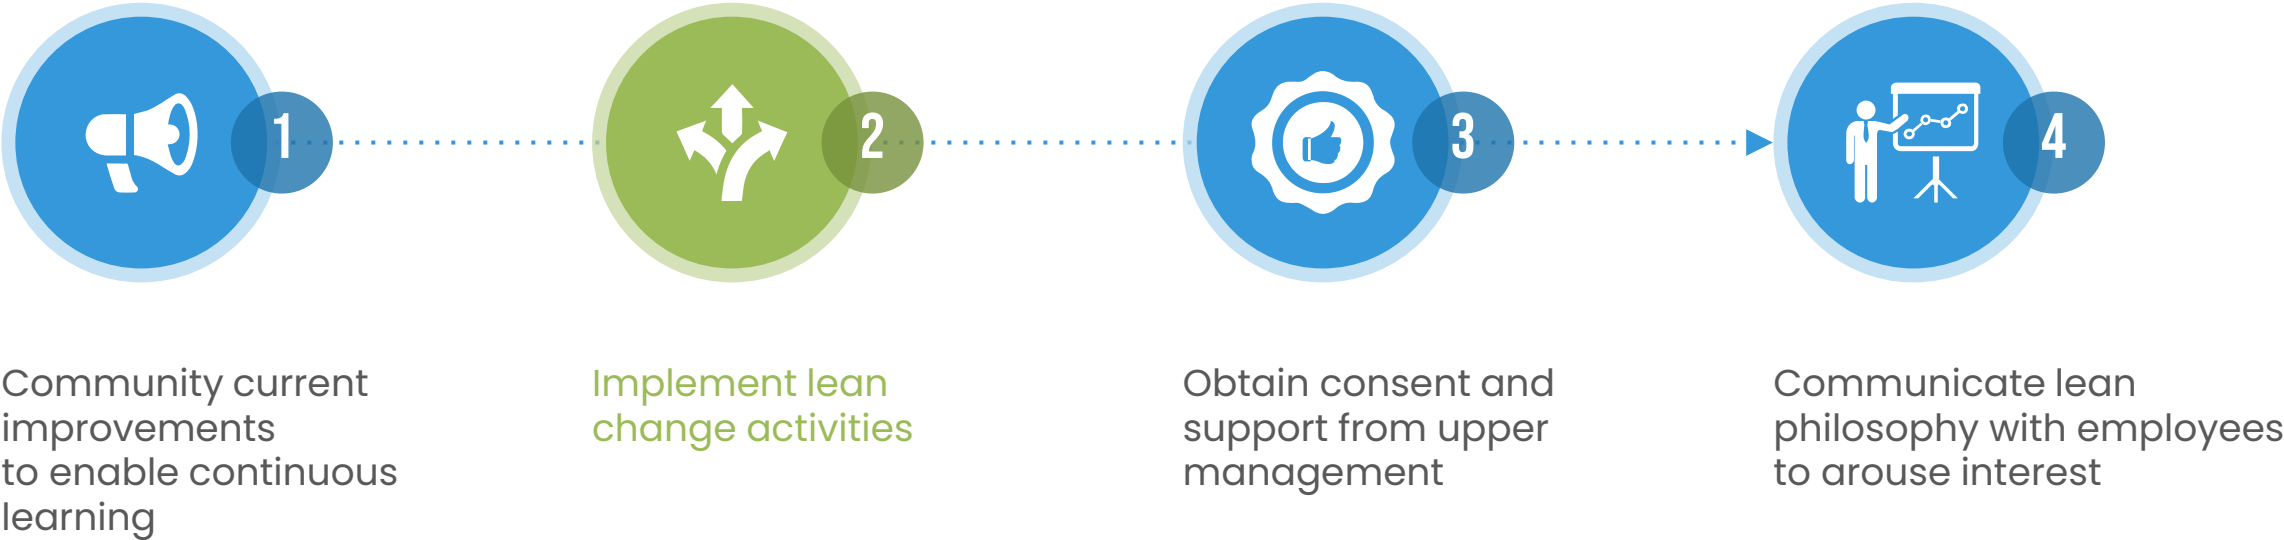 1
2
3
4
Community current
improvements
to enable continuous
learning
Implement lean
change activities
Obtain consent and
support from upper
management
Communicate lean
philosophy with employees
to arouse interest